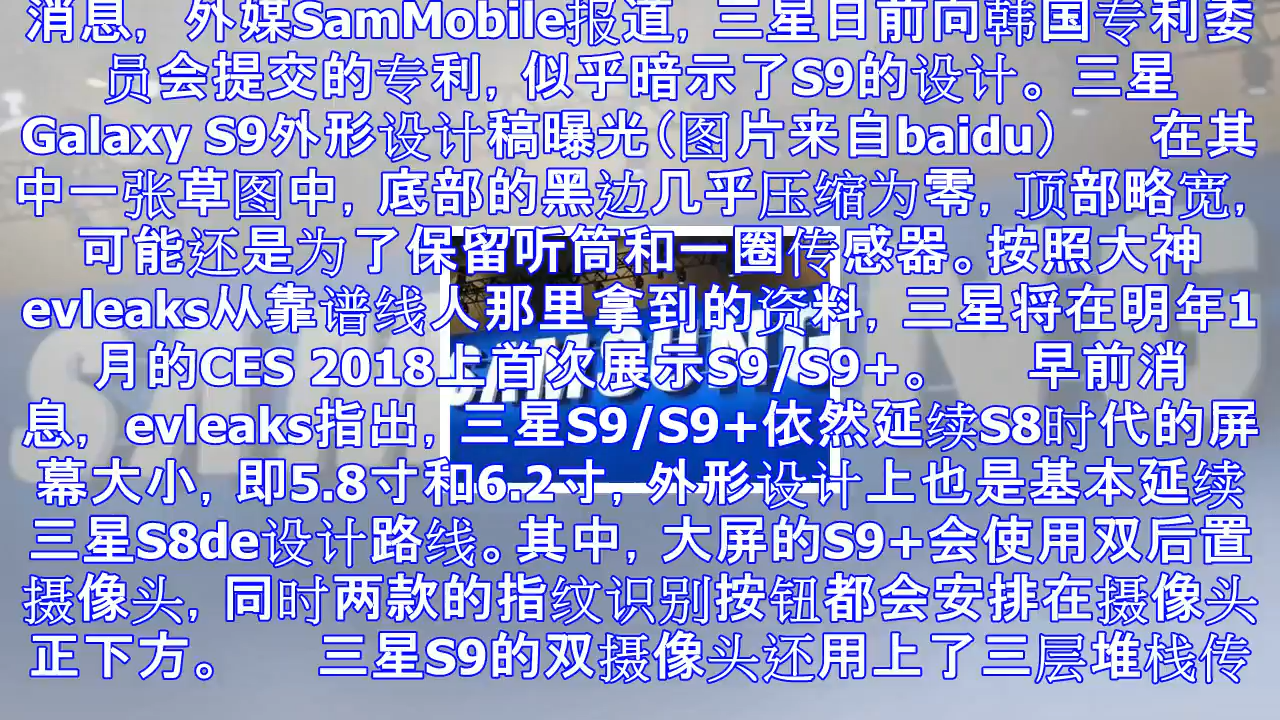 消息，外媒SamMobile报道，三星日前向韩国专利委
员会提交的专利，似乎暗示了S9的设计。三星
Galaxy S9外形设计稿曝光（图片来自baidu） 在其
中一张草图中，底部的黑边几乎压缩为零，顶部略宽，
可能还是为了保留听筒和一圈传感器。按照大神
evleaks从靠谱线人那里拿到的资料，三星将在明年1
月的CES 2018上首次展示S9/S9+。 早前消
息，evleaks指出，三星S9/S9+依然延续S8时代的屏
幕大小，即5.8寸和6.2寸，外形设计上也是基本延续
三星S8de设计路线。其中，大屏的S9+会使用双后置
摄像头，同时两款的指纹识别按钮都会安排在摄像头
正下方。 三星S9的双摄像头还用上了三层堆栈传
SAMSUNG